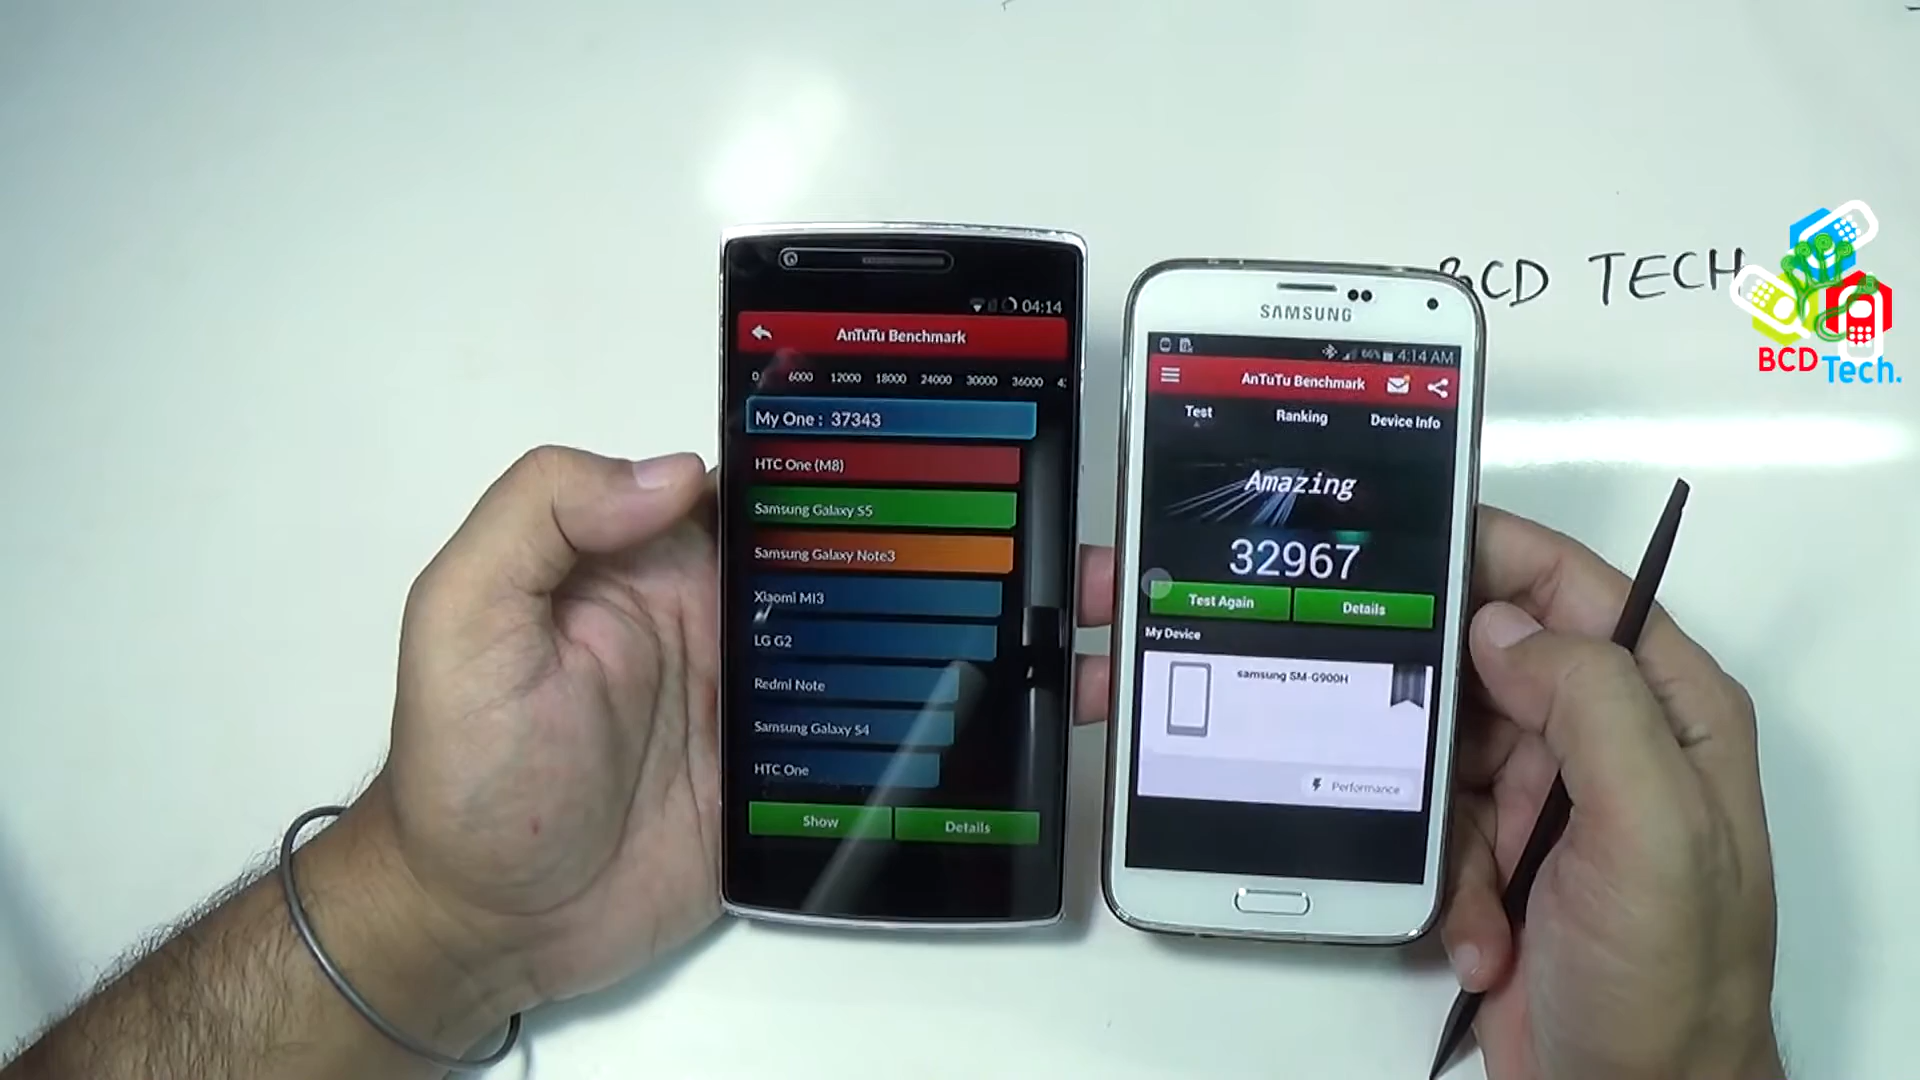 04:14
AnTuTu Benchmark
0 6000 12000 18000 24000 30000 36000
My One : 37343
HTC One (M8)
Samsung Galaxy S5
Samsung Galaxy Note3
Xiaomi MI3
LG G2
Redmi Note
Samsung Galaxy S4
HTC One
Show Details
SAMSUNG
66% 4:14 AM
AnTuTu Benchmark
Test Ranking Device Info
Amazing
32967
Test Again Details
My Device
samsung SM-G900H
Performance
BCD TECH
BCD Tech.